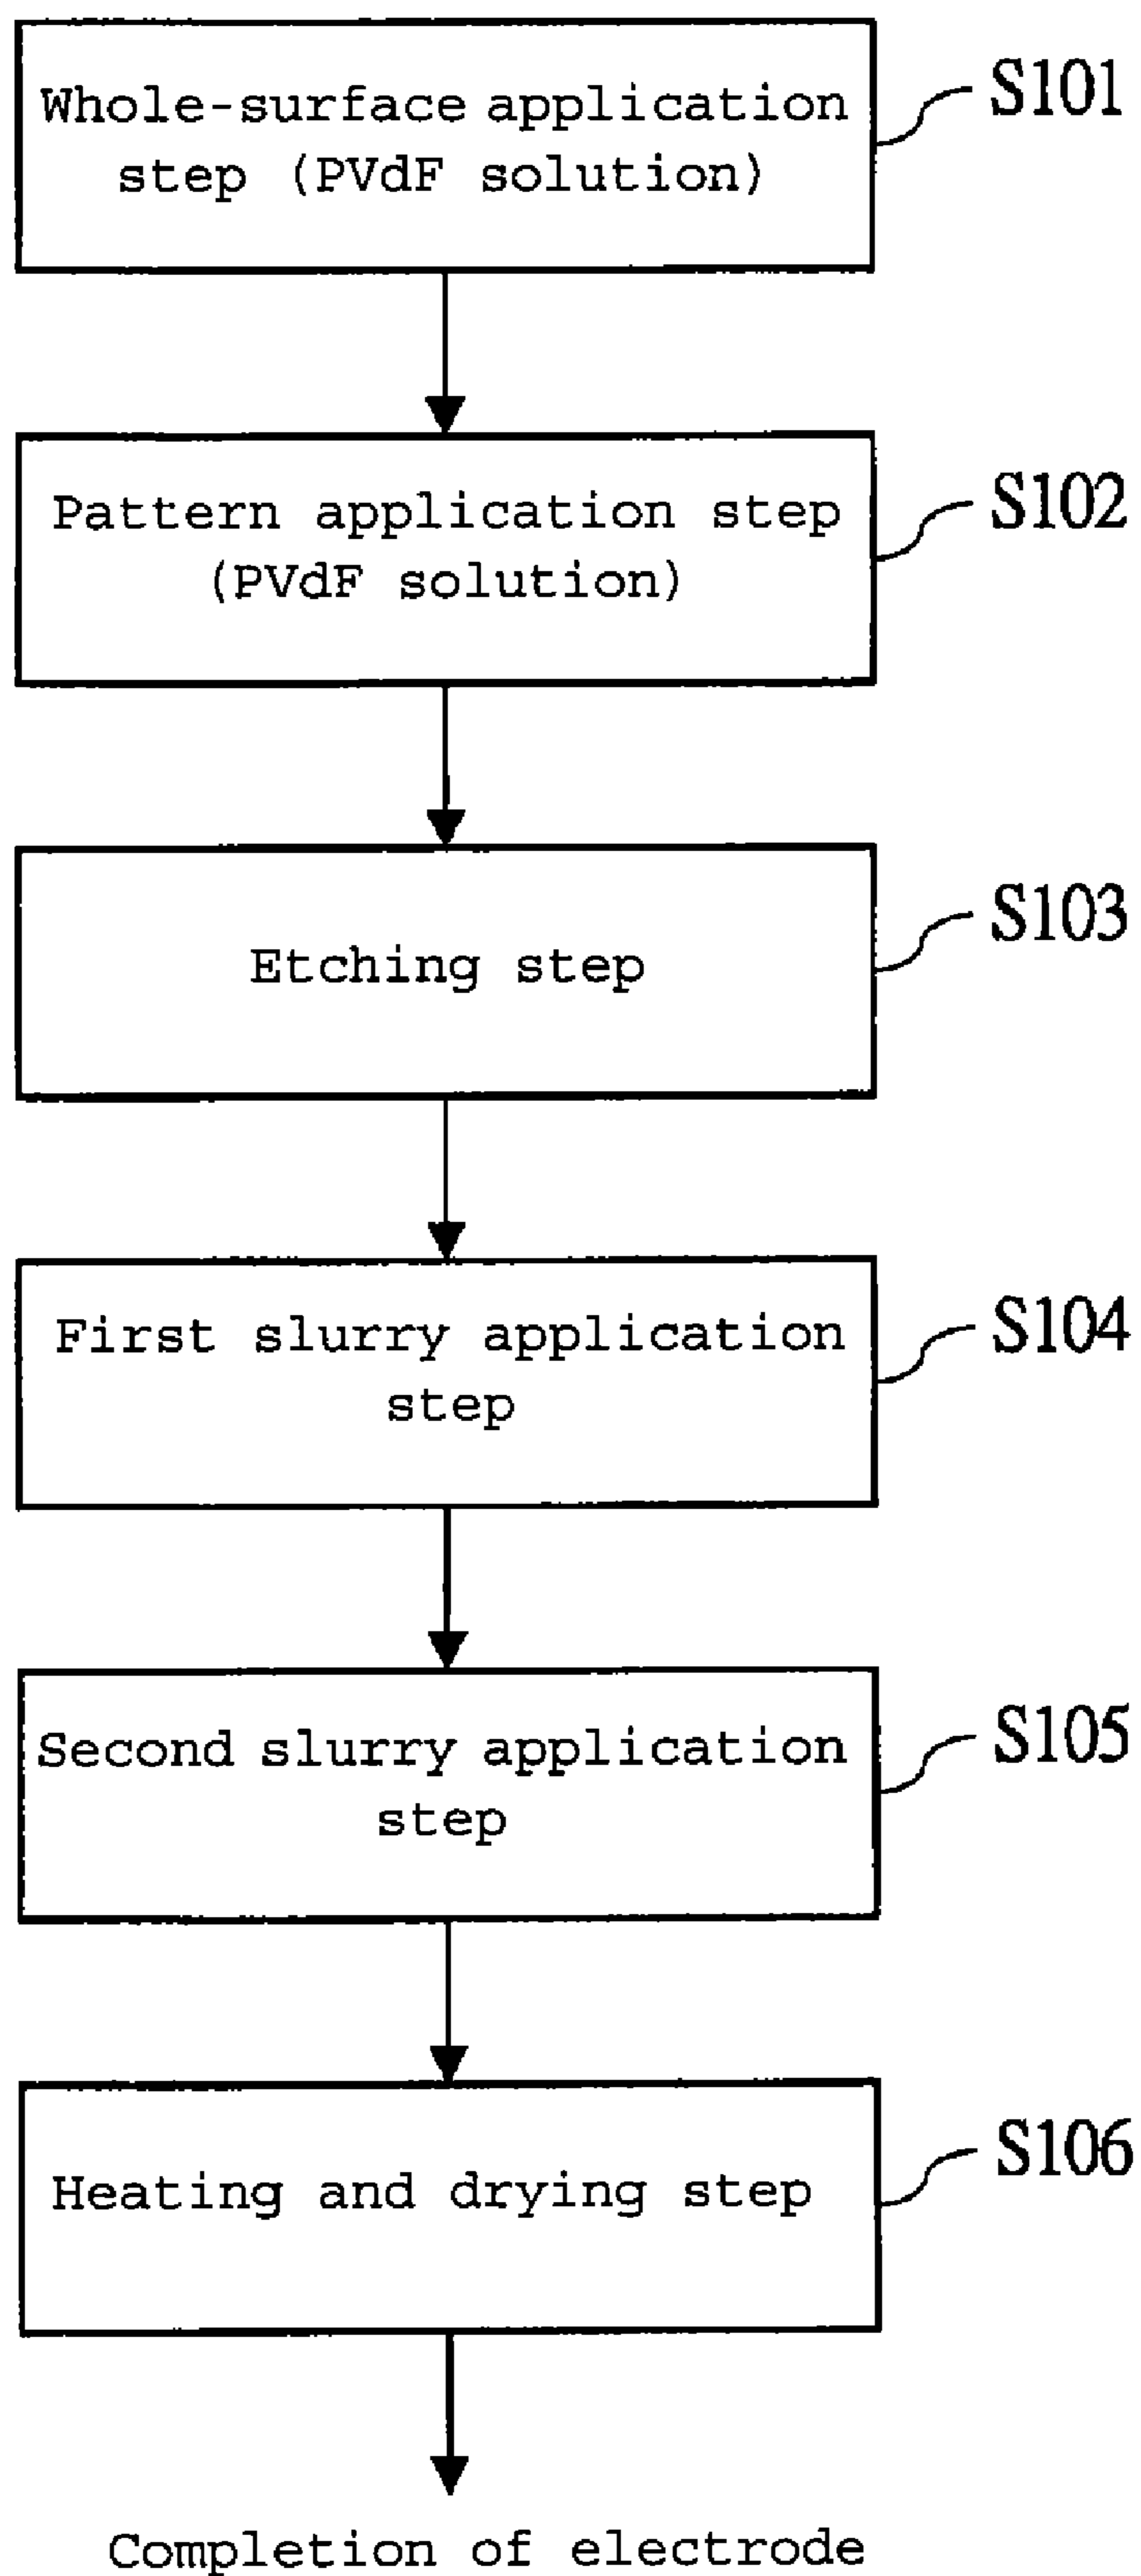 Whole-surface application
step (PVdF solution)
S101
Pattern application step
(PVdF solution)
S102
Etching step
S103
First slurry application
step
S104
Second slurry application
step
S105
Heating and drying step
S106
Completion of electrode